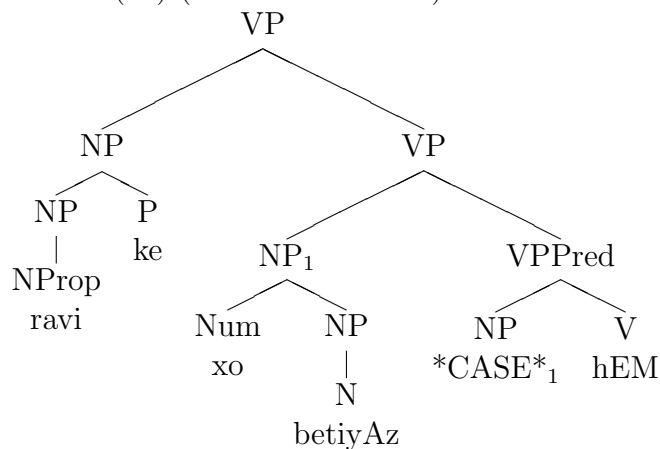 VP
NP VP
NP P NP₁ VPPred
NProp ke Num NP NP V
ravi xo N *CASE*₁ hEM
betiyAz